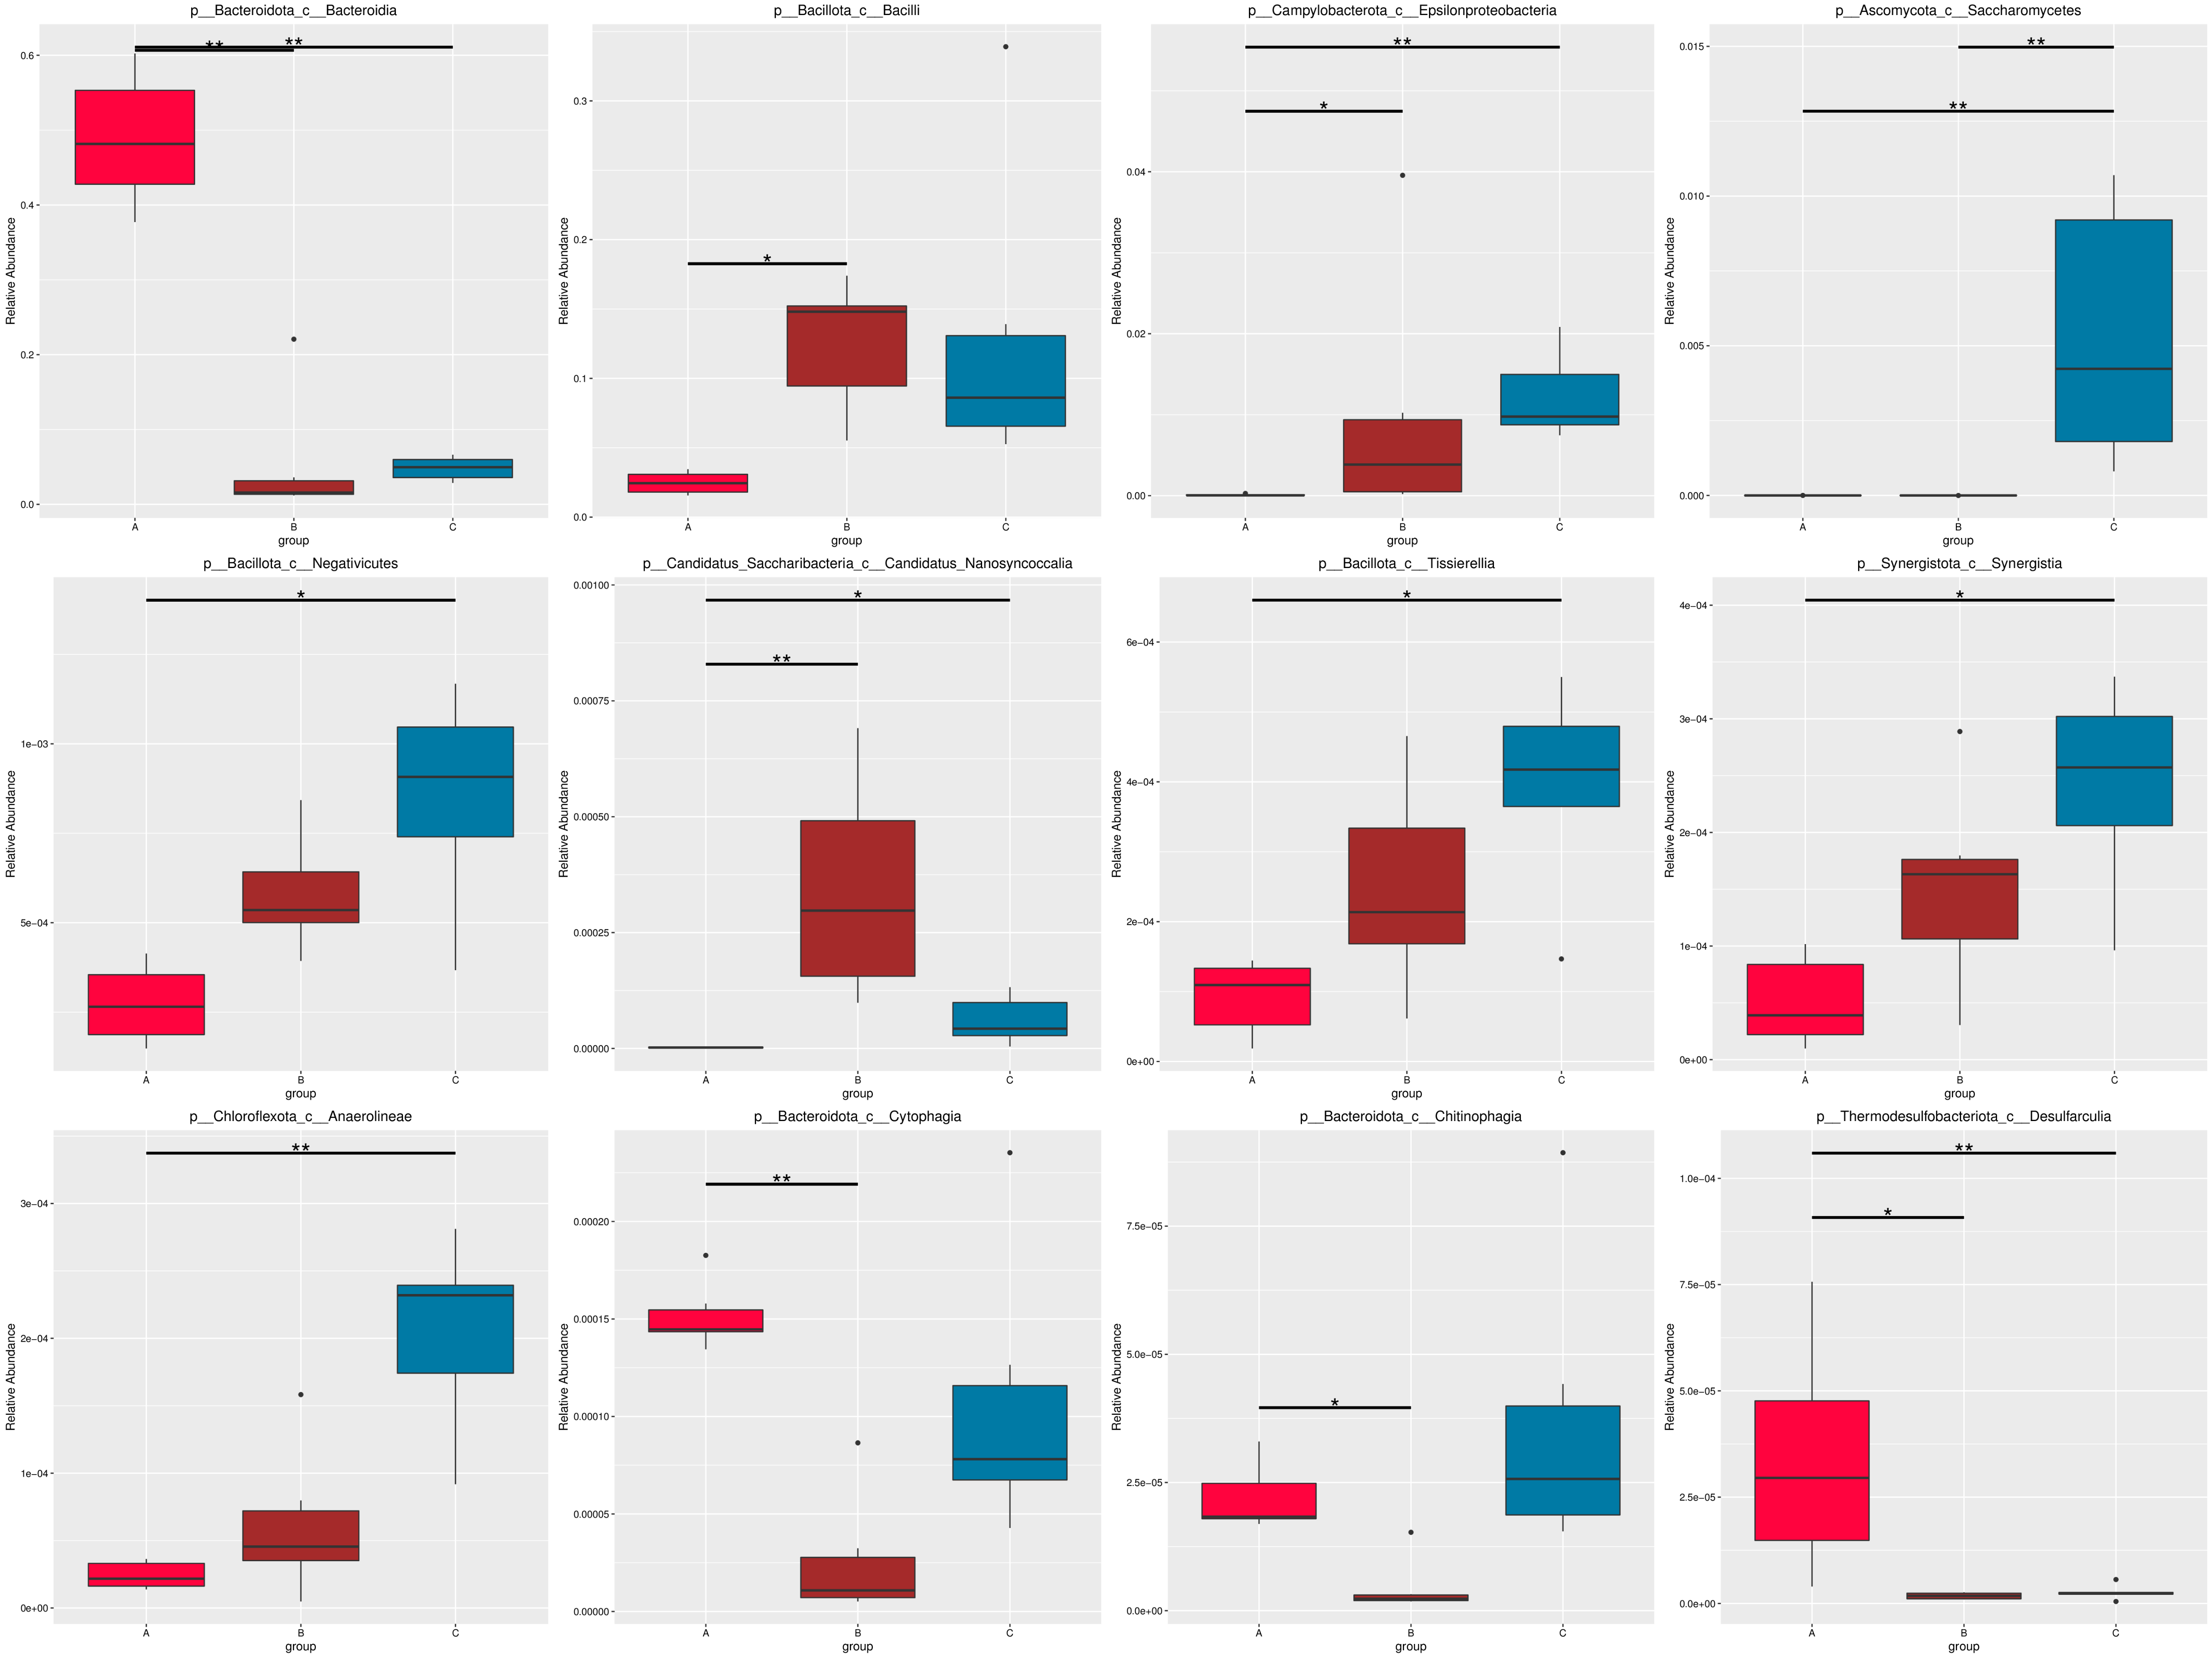 p__Bacteroidota_c__Bacteroidia
**
**
0.6
0.4
0.2
0.0
Relative Abundance
A B C
group
p__Bacillota_c__Bacilli
*
0.3
0.2
0.1
0.0
Relative Abundance
A B C
group
p__Campylobacterota_c__Epsilonproteobacteria
**
*
0.04
0.02
0.00
Relative Abundance
A B C
group
p__Ascomycota_c__Saccharomycetes
**
**
0.015
0.010
0.005
0.000
Relative Abundance
A B C
group
p__Bacillota_c__Negativicutes
*
1e−03
5e−04
Relative Abundance
A B C
group
p__Candidatus_Saccharibacteria_c__Candidatus_Nanosyncoccalia
*
**
0.00100
0.00075
0.00050
0.00025
0.00000
Relative Abundance
A B C
group
p__Bacillota_c__Tissierellia
*
6e−04
4e−04
2e−04
0e+00
Relative Abundance
A B C
group
p__Synergistota_c__Synergistia
*
4e−04
3e−04
2e−04
1e−04
0e+00
Relative Abundance
A B C
group
p__Chloroflexota_c__Anaerolineae
**
3e−04
2e−04
1e−04
0e+00
Relative Abundance
A B C
group
p__Bacteroidota_c__Cytophagia
**
0.00020
0.00015
0.00010
0.00005
0.00000
Relative Abundance
A B C
group
p__Bacteroidota_c__Chitinophagia
*
7.5e−05
5.0e−05
2.5e−05
0.0e+00
Relative Abundance
A B C
group
p__Thermodesulfobacteriota_c__Desulfarculia
**
*
1.0e−04
7.5e−05
5.0e−05
2.5e−05
0.0e+00
Relative Abundance
A B C
group